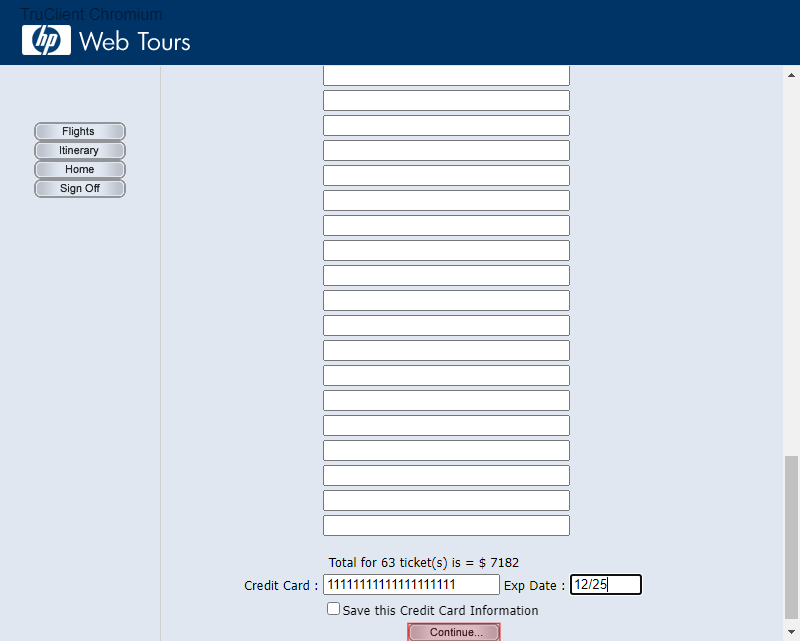 TruClient Chromium
hp Web Tours
Flights
Itinerary
Home
Sign Off
Total for 63 ticket(s) is = $ 7182
Credit Card : 11111111111111111111 Exp Date : 12/25
Save this Credit Card Information
Continue...